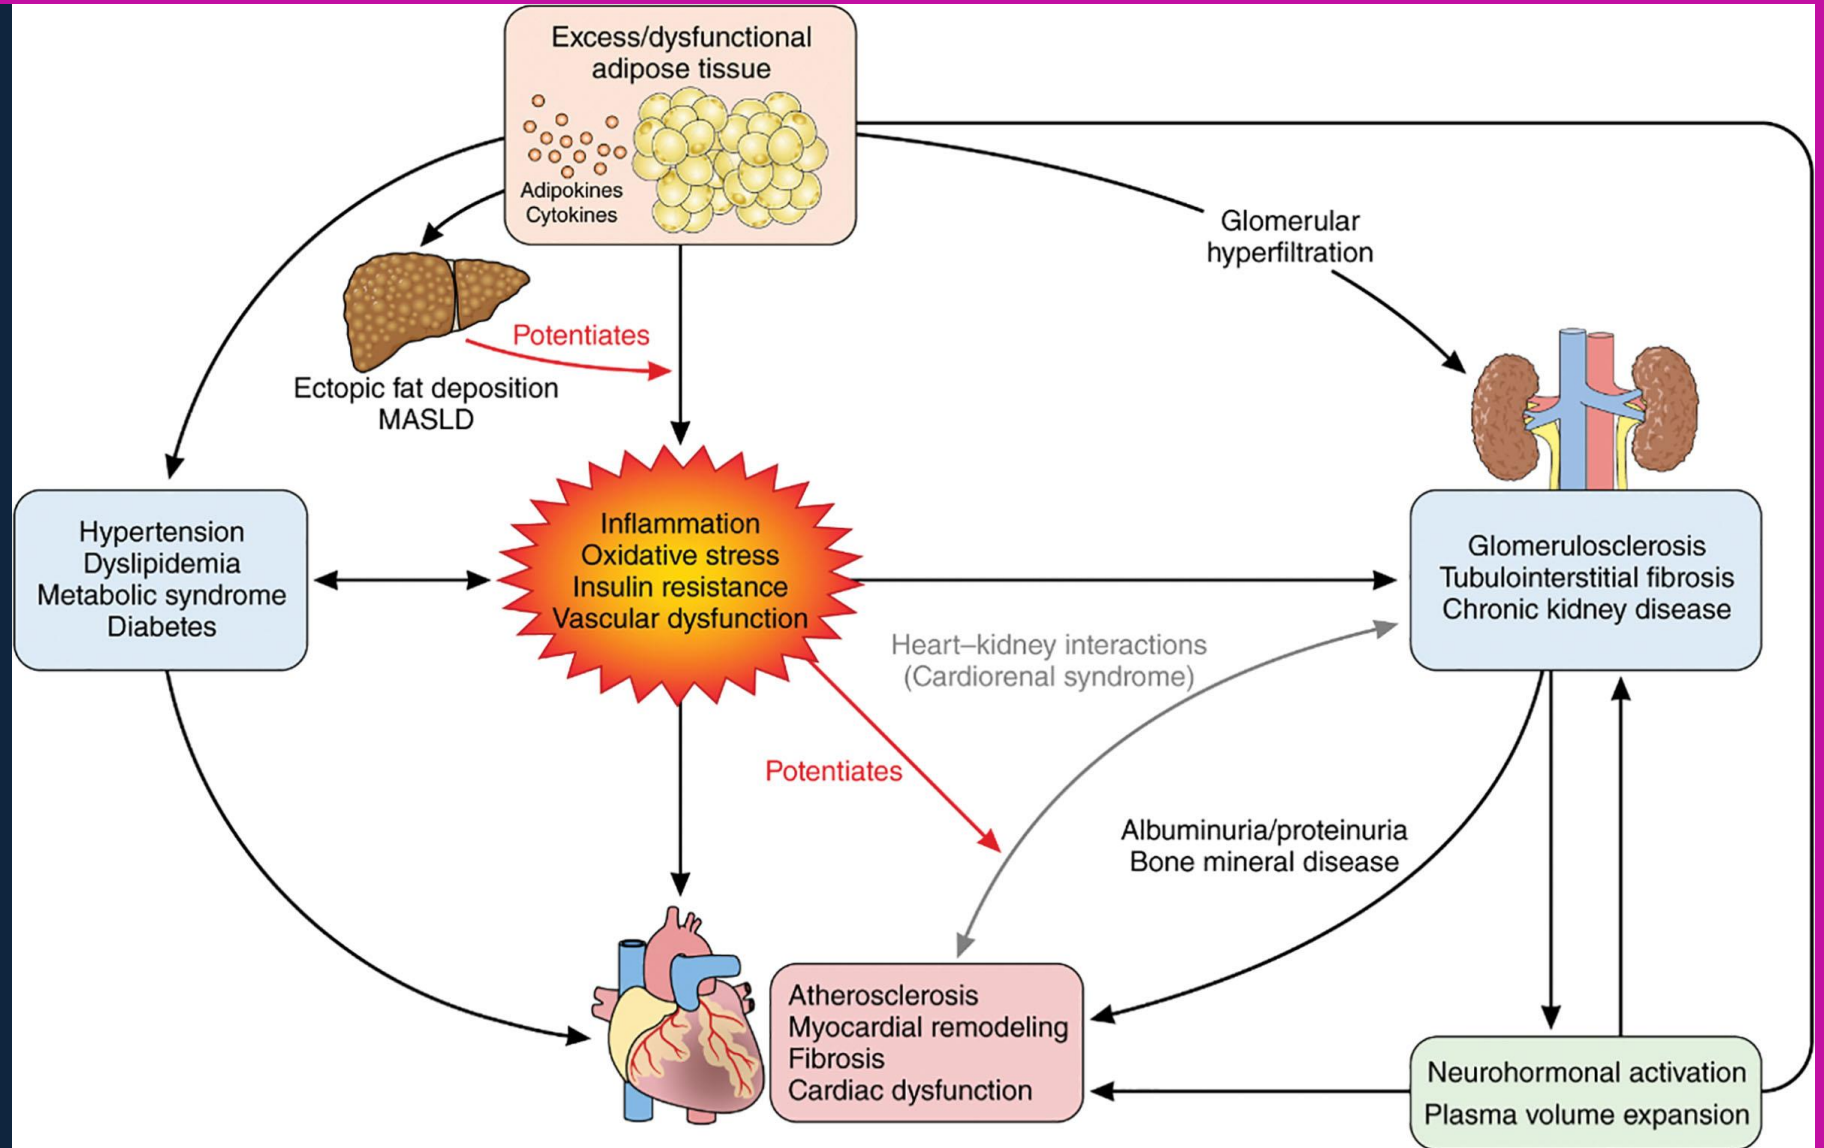 Excess/dysfunctional
adipose tissue
Adipokines
Cytokines
Glomerular
hyperfiltration
Potentiates
Ectopic fat deposition
MASLD
Hypertension
Dyslipidemia
Metabolic syndrome
Diabetes
Inflammation
Oxidative stress
Insulin resistance
Vascular dysfunction
Glomerulosclerosis
Tubulointerstitial fibrosis
Chronic kidney disease
Heart–kidney interactions
(Cardiorenal syndrome)
Potentiates
Albuminuria/proteinuria
Bone mineral disease
Atherosclerosis
Myocardial remodeling
Fibrosis
Cardiac dysfunction
Neurohormonal activation
Plasma volume expansion